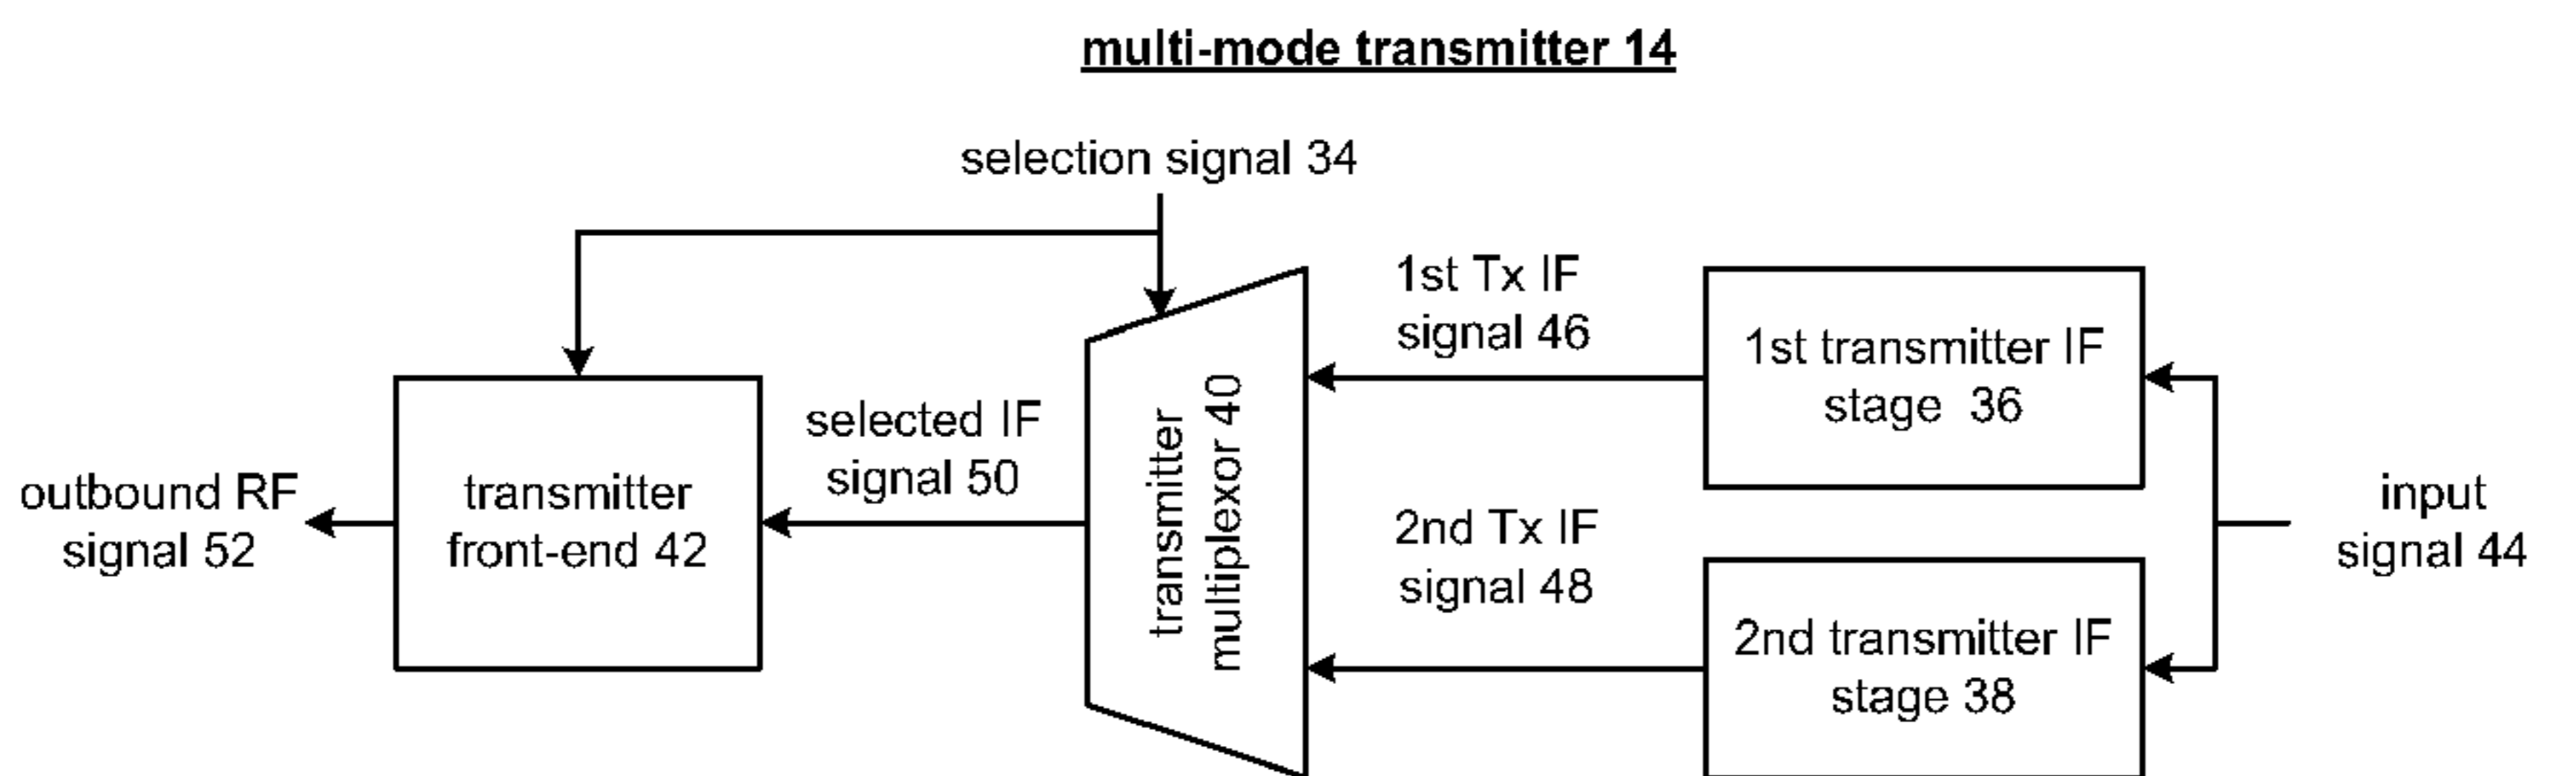 multi-mode transmitter 14
selection signal 34
1st Tx IF
signal 46
1st transmitter IF
stage 36
selected IF
signal 50
transmitter
multiplexor 40
outbound RF
signal 52
transmitter
front-end 42
2nd Tx IF
signal 48
input
signal 44
2nd transmitter IF
stage 38